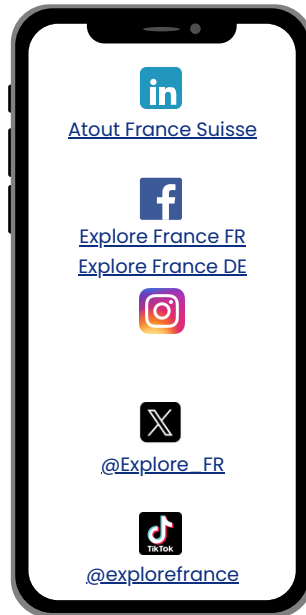 in
Atout France Suisse
f
Explore France FR
Explore France DE
X
@Explore_FR
TikTok
@explorefrance